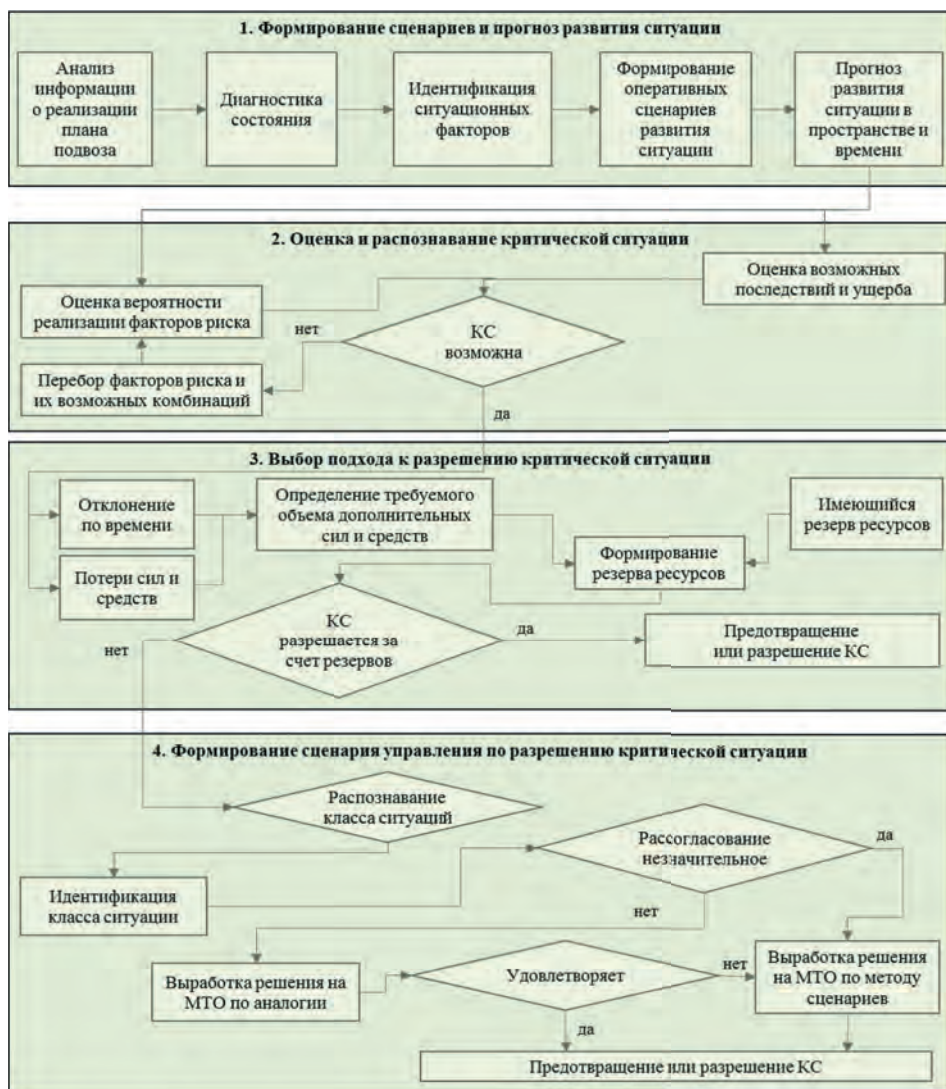 1. Формирование сценариев и прогноз развития ситуации
Анализ
информации
о реализации
плана
подвоза
Диагностика
состояния
Идентификация
ситуационных
факторов
Формирование
оперативных
сценариев
развития
ситуации
Прогноз
развития
ситуации в
пространстве и
времени
2. Оценка и распознавание критической ситуации
Оценка вероятности
реализации факторов риска
Оценка возможных
последствий и ущерба
нет
КС
возможна
Перебор факторов риска и
их возможных комбинаций
да
3. Выбор подхода к разрешению критической ситуации
Отклонение
по времени
Определение требуемого
объема дополнительных
сил и средств
Имеющийся
резерв ресурсов
Формирование
резерва ресурсов
Потери сил и
средств
КС
разрешается за
счет резервов
нет
да
Предотвращение
или разрешение КС
4. Формирование сценария управления по разрешению критической ситуации
Распознавание
класса ситуаций
Рассогласование
незначительное
да
Идентификация
класса ситуации
нет
Выработка решения на
МТО по аналогии
Удовлетворяет
нет
Выработка решения
на МТО по методу
сценариев
да
Предотвращение или разрешение КС